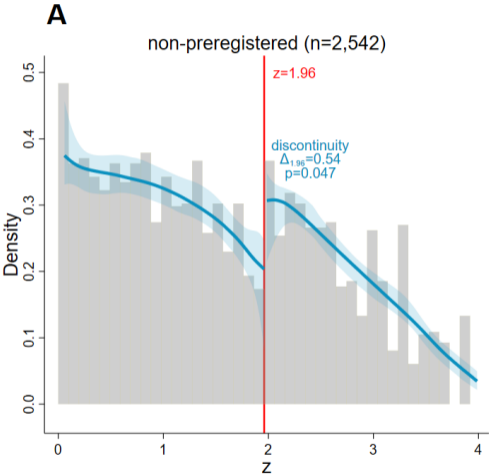 A
non-preregistered (n=2,542)
z=1.96
discontinuity
Δ₁.₉₆=0.54
p=0.047
Density
0.5
0.4
0.3
0.2
0.1
0.0
0 1 2 3 4
z